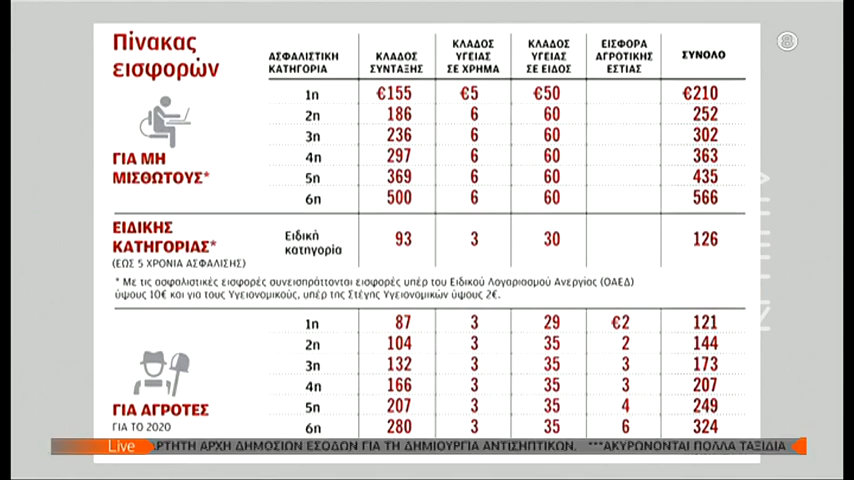 Πίνακας
εισφορών
ΑΣΦΑΛΙΣΤΙΚΗ
ΚΑΤΗΓΟΡΙΑ
ΚΛΑΔΟΣ
ΣΥΝΤΑΞΗΣ
ΚΛΑΔΟΣ
ΥΓΕΙΑΣ
ΣΕ ΧΡΗΜΑ
ΚΛΑΔΟΣ
ΥΓΕΙΑΣ
ΣΕ ΕΙΔΟΣ
ΕΙΣΦΟΡΑ
ΑΓΡΟΤΙΚΗΣ
ΕΣΤΙΑΣ
ΣΥΝΟΛΟ
ΓΙΑ ΜΗ
ΜΙΣΘΩΤΟΥΣ*
1η €155 €5 €50 €210
2η 186 6 60 252
3η 236 6 60 302
4η 297 6 60 363
5η 369 6 60 435
6η 500 6 60 566
ΕΙΔΙΚΗΣ
ΚΑΤΗΓΟΡΙΑΣ*
(ΕΩΣ 5 ΧΡΟΝΙΑ ΑΣΦΑΛΙΣΗΣ)
Ειδική
κατηγορία
93 3 30 126
* Με τις ασφαλιστικές εισφορές συνεισπράττονται εισφορές υπέρ του Ειδικού Λογαριασμού Ανεργίας (ΟΑΕΔ)
ύψους 10€ και για τους Υγειονομικούς, υπέρ της Στέγης Υγειονομικών ύψους 2€.
ΓΙΑ ΑΓΡΟΤΕΣ
ΓΙΑ ΤΟ 2020
1η 87 3 29 €2 121
2η 104 3 35 2 144
3η 132 3 35 3 173
4η 166 3 35 3 207
5η 207 3 35 4 249
6η 280 3 35 6 324
Live ΑΡΤΗΤΗ ΑΡΧΗ ΔΗΜΟΣΙΩΝ ΕΣΟΔΩΝ ΓΙΑ ΤΗ ΔΗΜΙΟΥΡΓΙΑ ΑΝΤΙΣΗΠΤΙΚΩΝ. ***ΑΚΥΡΩΝΟΝΤΑΙ ΠΟΛΛΑ ΤΑΞΙΔΙΑ
8